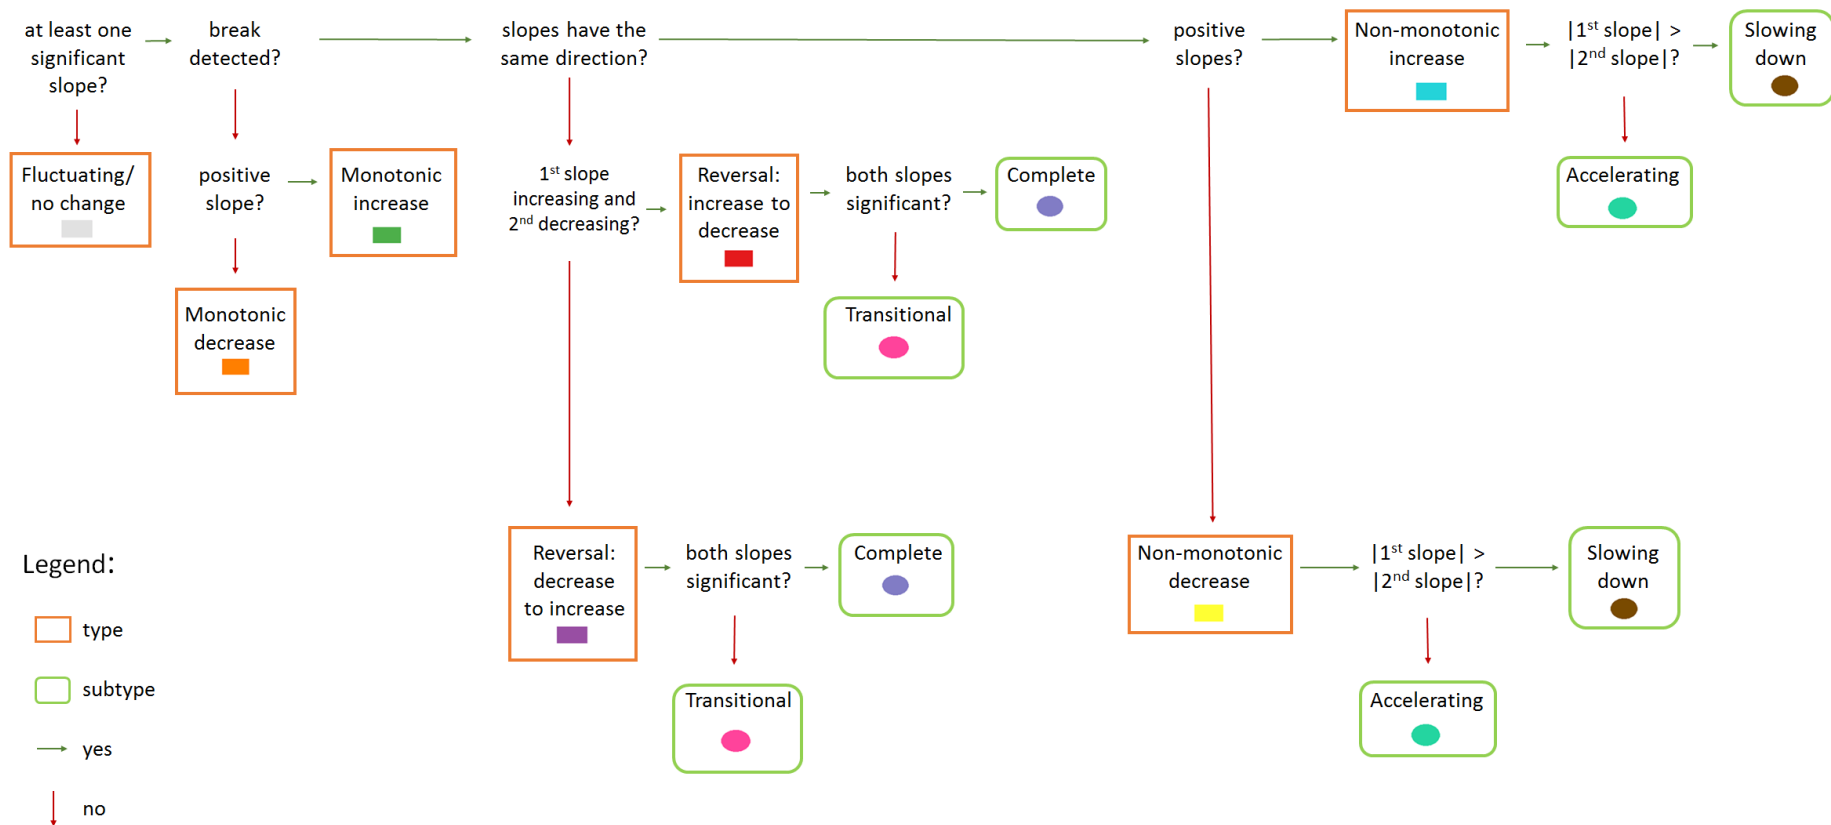 at least one
significant
slope?
break
detected?
slopes have the
same direction?
positive
slopes?
Non-monotonic
increase
|1st slope| >
|2nd slope|?
Slowing
down
Fluctuating/
no change
positive
slope?
Monotonic
increase
1st slope
increasing and
2nd decreasing?
Reversal:
increase to
decrease
both slopes
significant?
Complete
Accelerating
Monotonic
decrease
Transitional
Legend:
type
subtype
yes
no
Reversal:
decrease
to increase
both slopes
significant?
Complete
Transitional
Non-monotonic
decrease
|1st slope| >
|2nd slope|?
Slowing
down
Accelerating